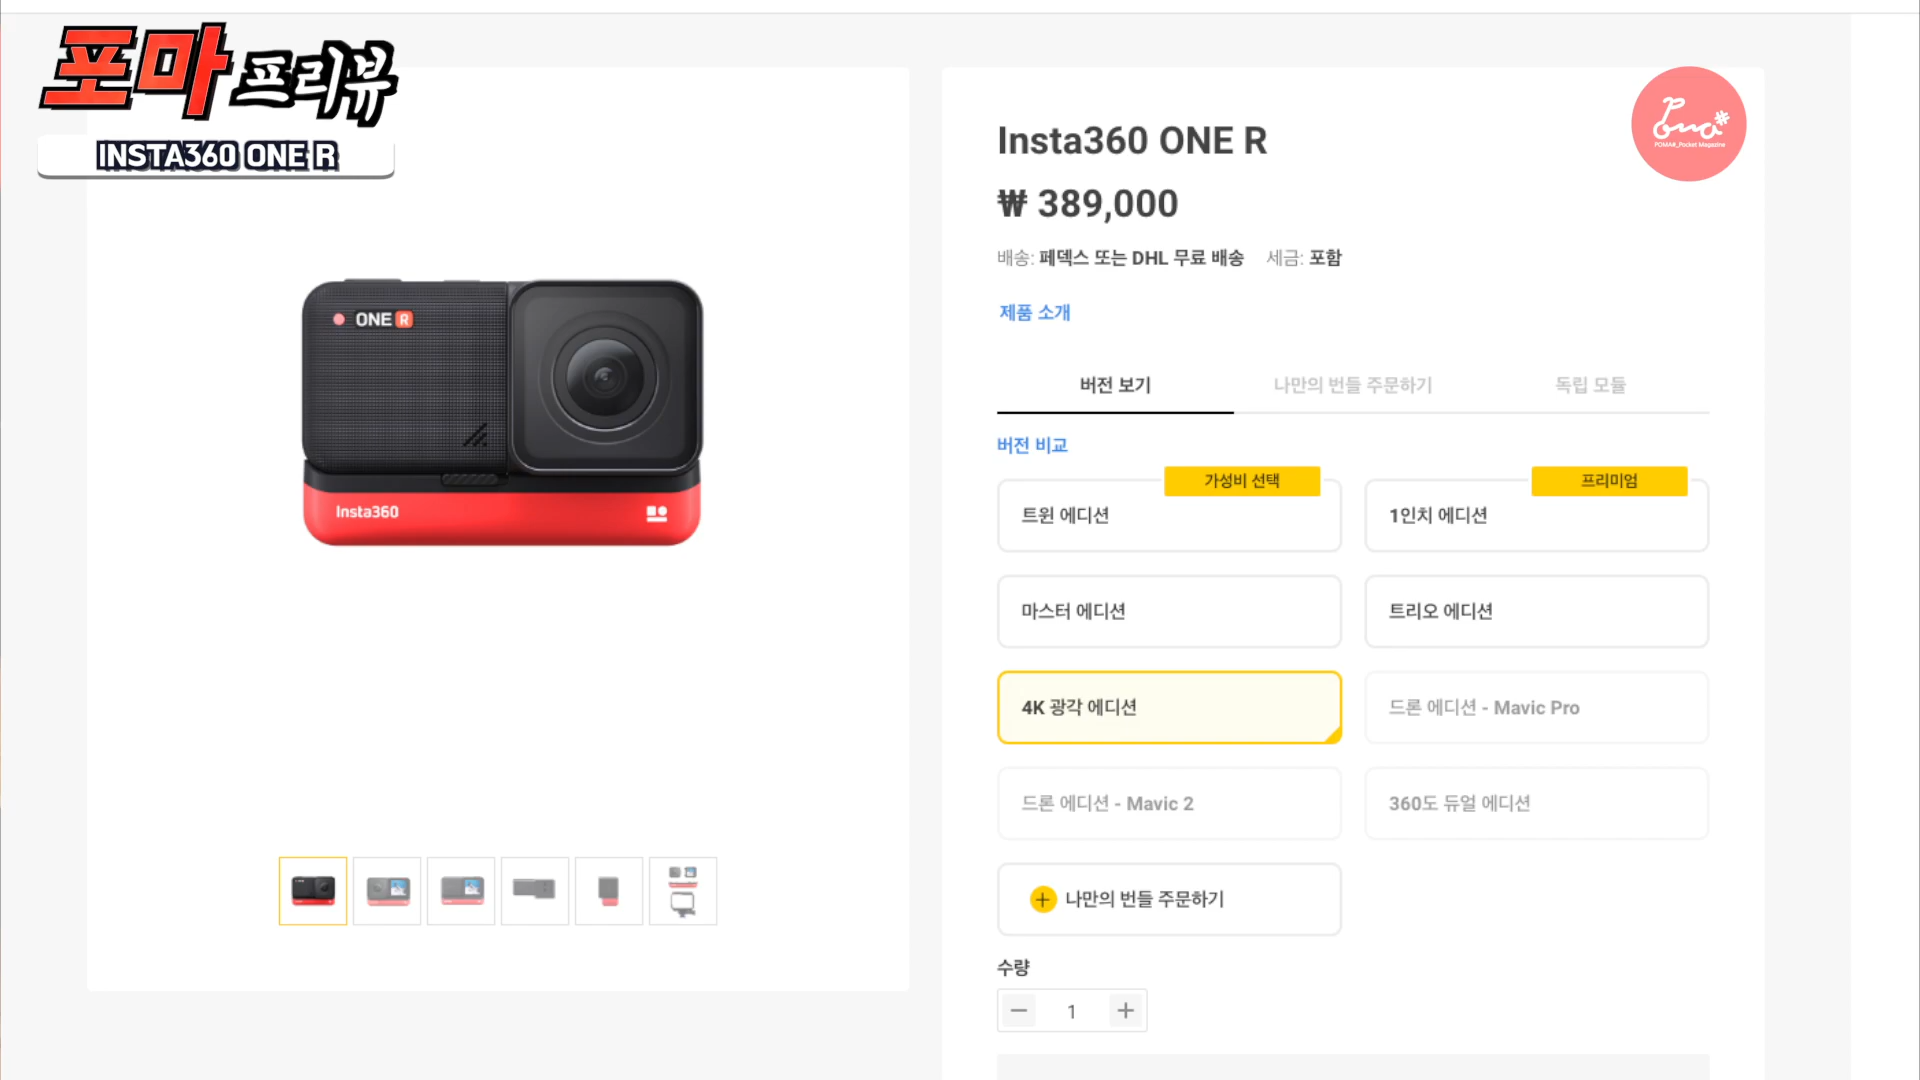 포마 프리뷰
INSTA360 ONE R
ONE R
Insta360
Poma#
POMA#_Pocket Magazine
Insta360 ONE R
₩ 389,000
배송: 페덱스 또는 DHL 무료 배송 세금: 포함
제품 소개
버전 보기 나만의 번들 주문하기 독립 모듈
버전 비교
가성비 선택
트윈 에디션
프리미엄
1인치 에디션
마스터 에디션
트리오 에디션
4K 광각 에디션
드론 에디션 - Mavic Pro
드론 에디션 - Mavic 2
360도 듀얼 에디션
+ 나만의 번들 주문하기
수량
− 1 +